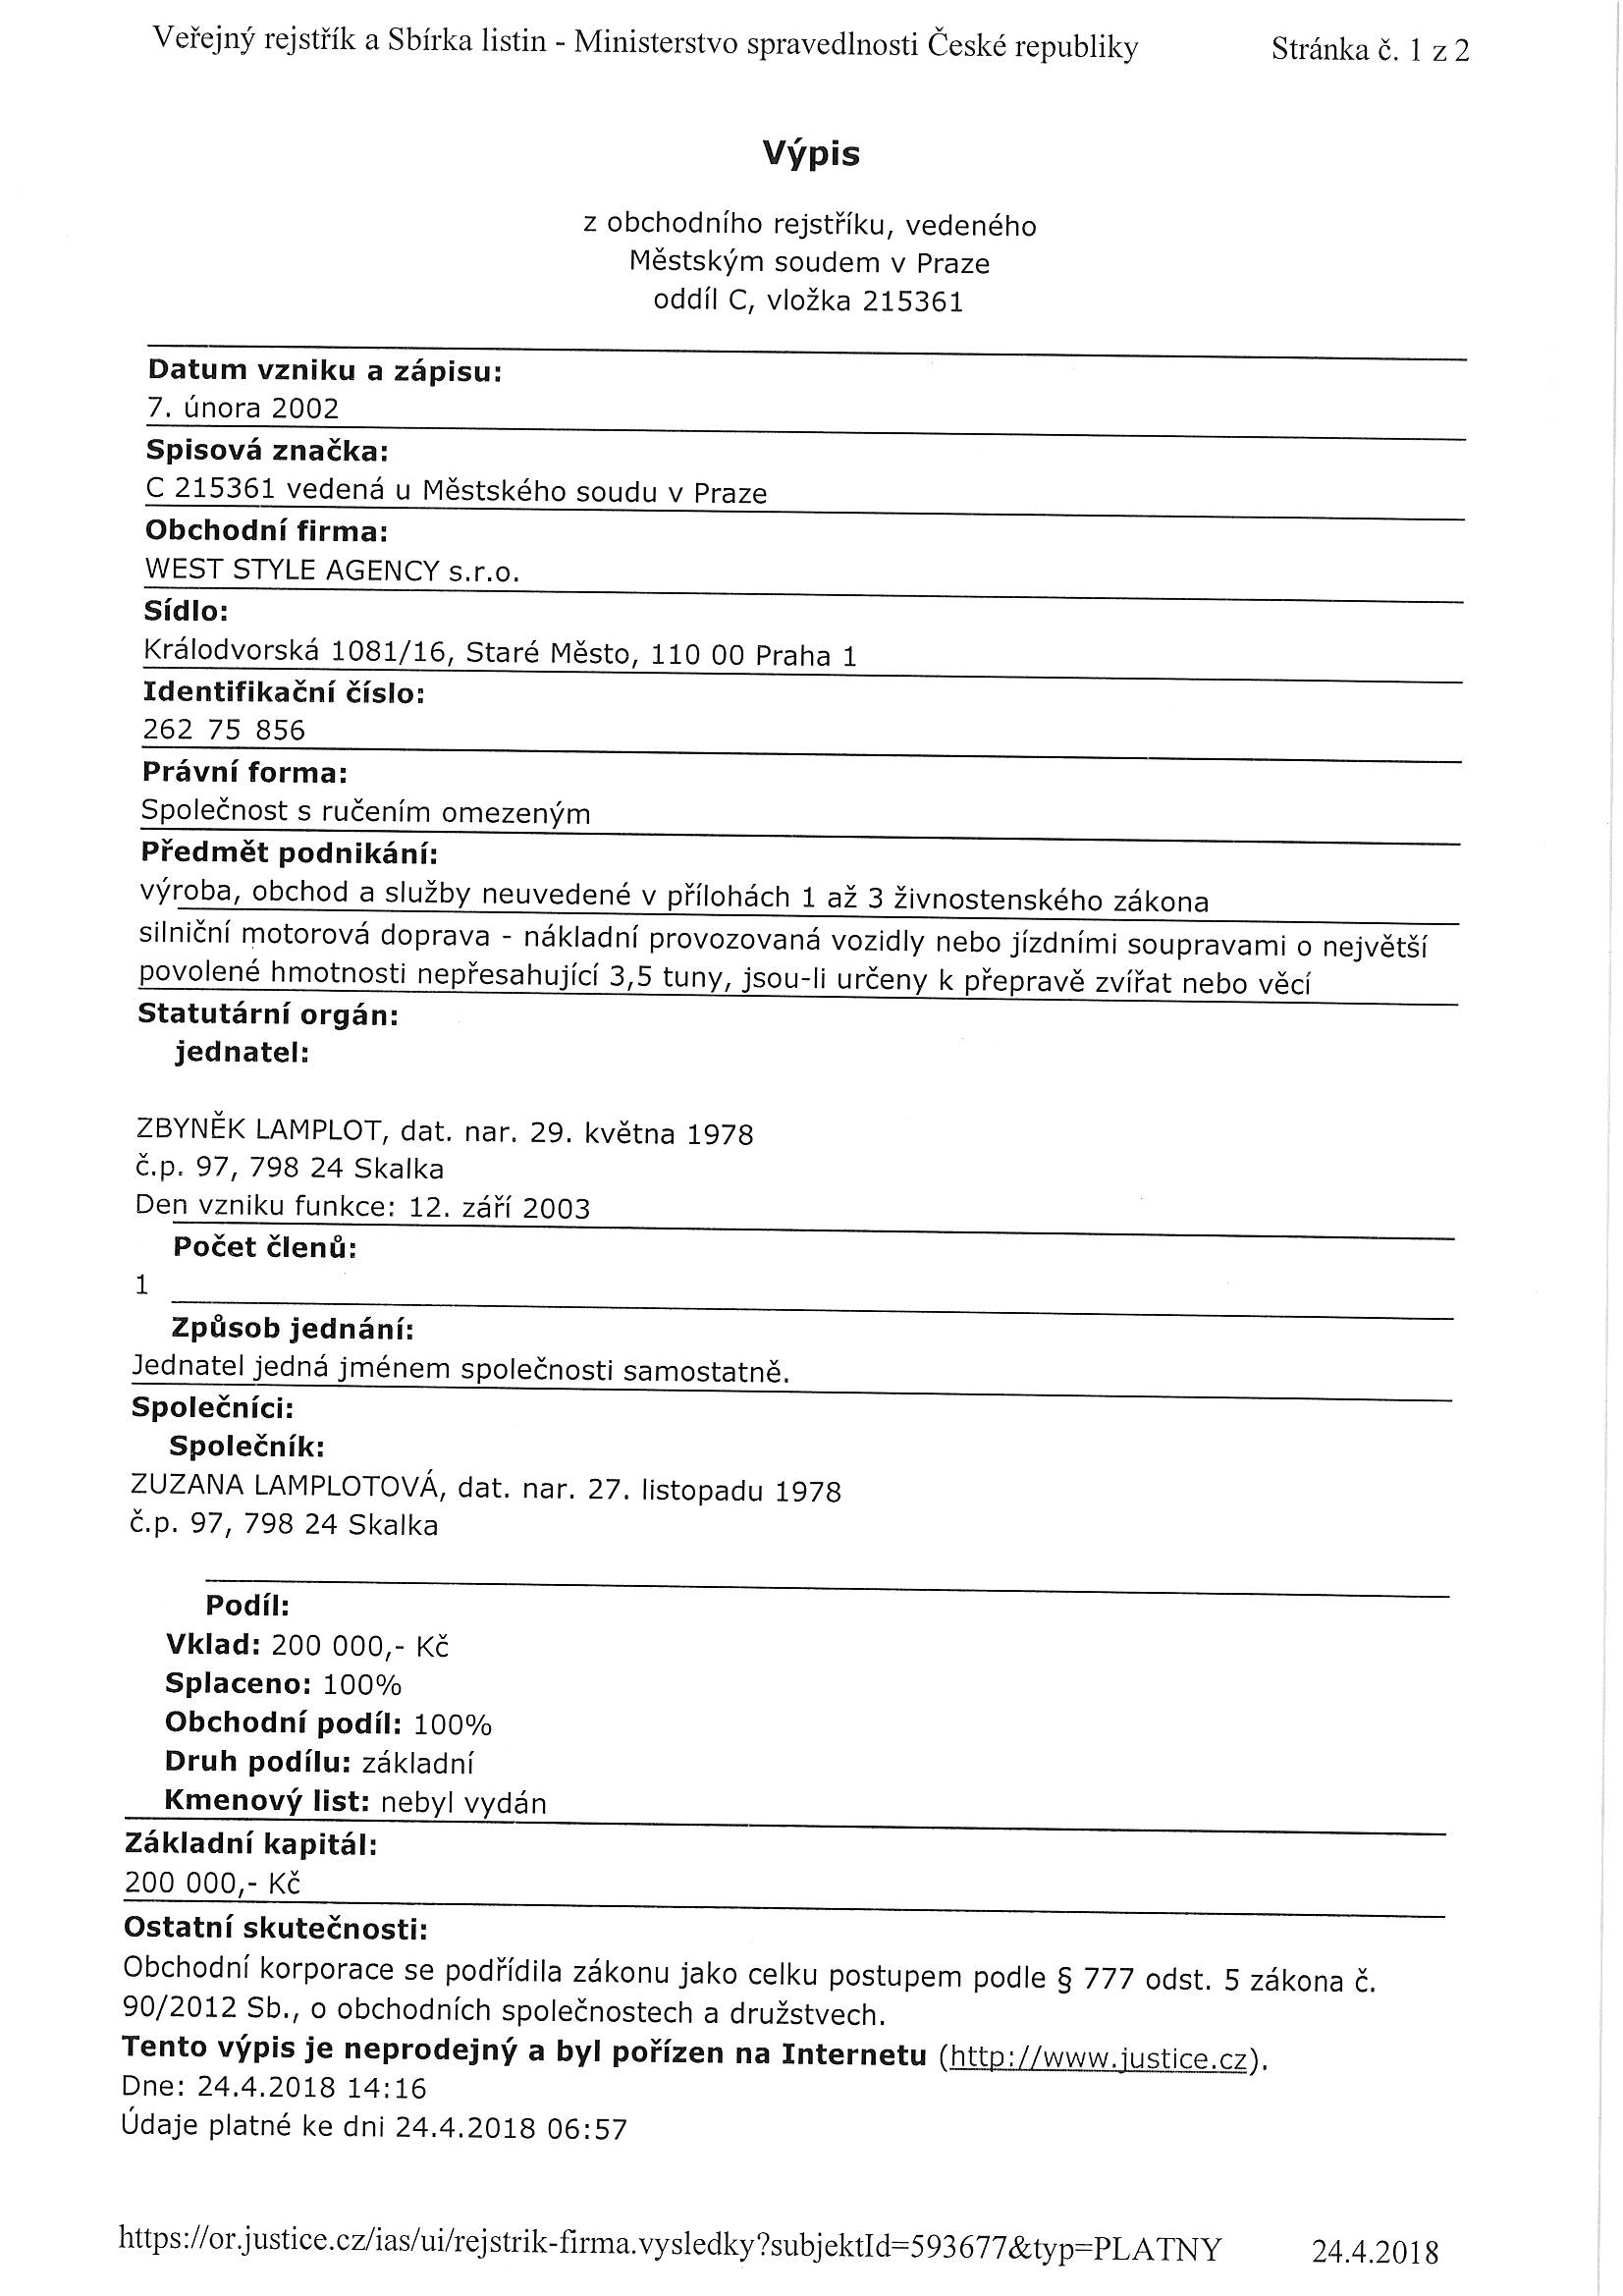 Veřejný rejstřík a Sbírka listin - Ministerstvo spravedlnosti České republiky Stránka č. 1 z 2
Výpis
z obchodního rejstříku, vedeného
Městským soudem v Praze
oddíl C, vložka 215361
Datum vzniku a zápisu:
7. února 2002
Spisová značka:
C 215361 vedená u Městského soudu v Praze
Obchodní firma:
WEST STYLE AGENCY s.r.o.
Sídlo:
Králodvorská 1081/16, Staré Město, 110 00 Praha 1
Identifikační číslo:
262 75 856
Právní forma:
Společnost s ručením omezeným
Předmět podnikání:
výroba, obchod a služby neuvedené v přílohách 1 až 3 živnostenského zákona
silniční motorová doprava - nákladní provozovaná vozidly nebo jízdními soupravami o největší
povolené hmotnosti nepřesahující 3,5 tuny, jsou-li určeny k přepravě zvířat nebo věcí
Statutární orgán:
jednatel:
ZBYNĚK LAMPLOT, dat. nar. 29. května 1978
č.p. 97, 798 24 Skalka
Den vzniku funkce: 12. září 2003
Počet členů:
1
Způsob jednání:
Jednatel jedná jménem společnosti samostatně.
Společníci:
Společník:
ZUZANA LAMPLOTOVÁ, dat. nar. 27. listopadu 1978
č.p. 97, 798 24 Skalka
Podíl:
Vklad: 200 000,- Kč
Splaceno: 100%
Obchodní podíl: 100%
Druh podílu: základní
Kmenový list: nebyl vydán
Základní kapitál:
200 000,- Kč
Ostatní skutečnosti:
Obchodní korporace se podřídila zákonu jako celku postupem podle § 777 odst. 5 zákona č.
90/2012 Sb., o obchodních společnostech a družstvech.
Tento výpis je neprodejný a byl pořízen na Internetu (http://www.justice.cz).
Dne: 24.4.2018 14:16
Údaje platné ke dni 24.4.2018 06:57
https://or.justice.cz/ias/ui/rejstrik-firma.vysledky?subjektId=593677&typ=PLATNY 24.4.2018